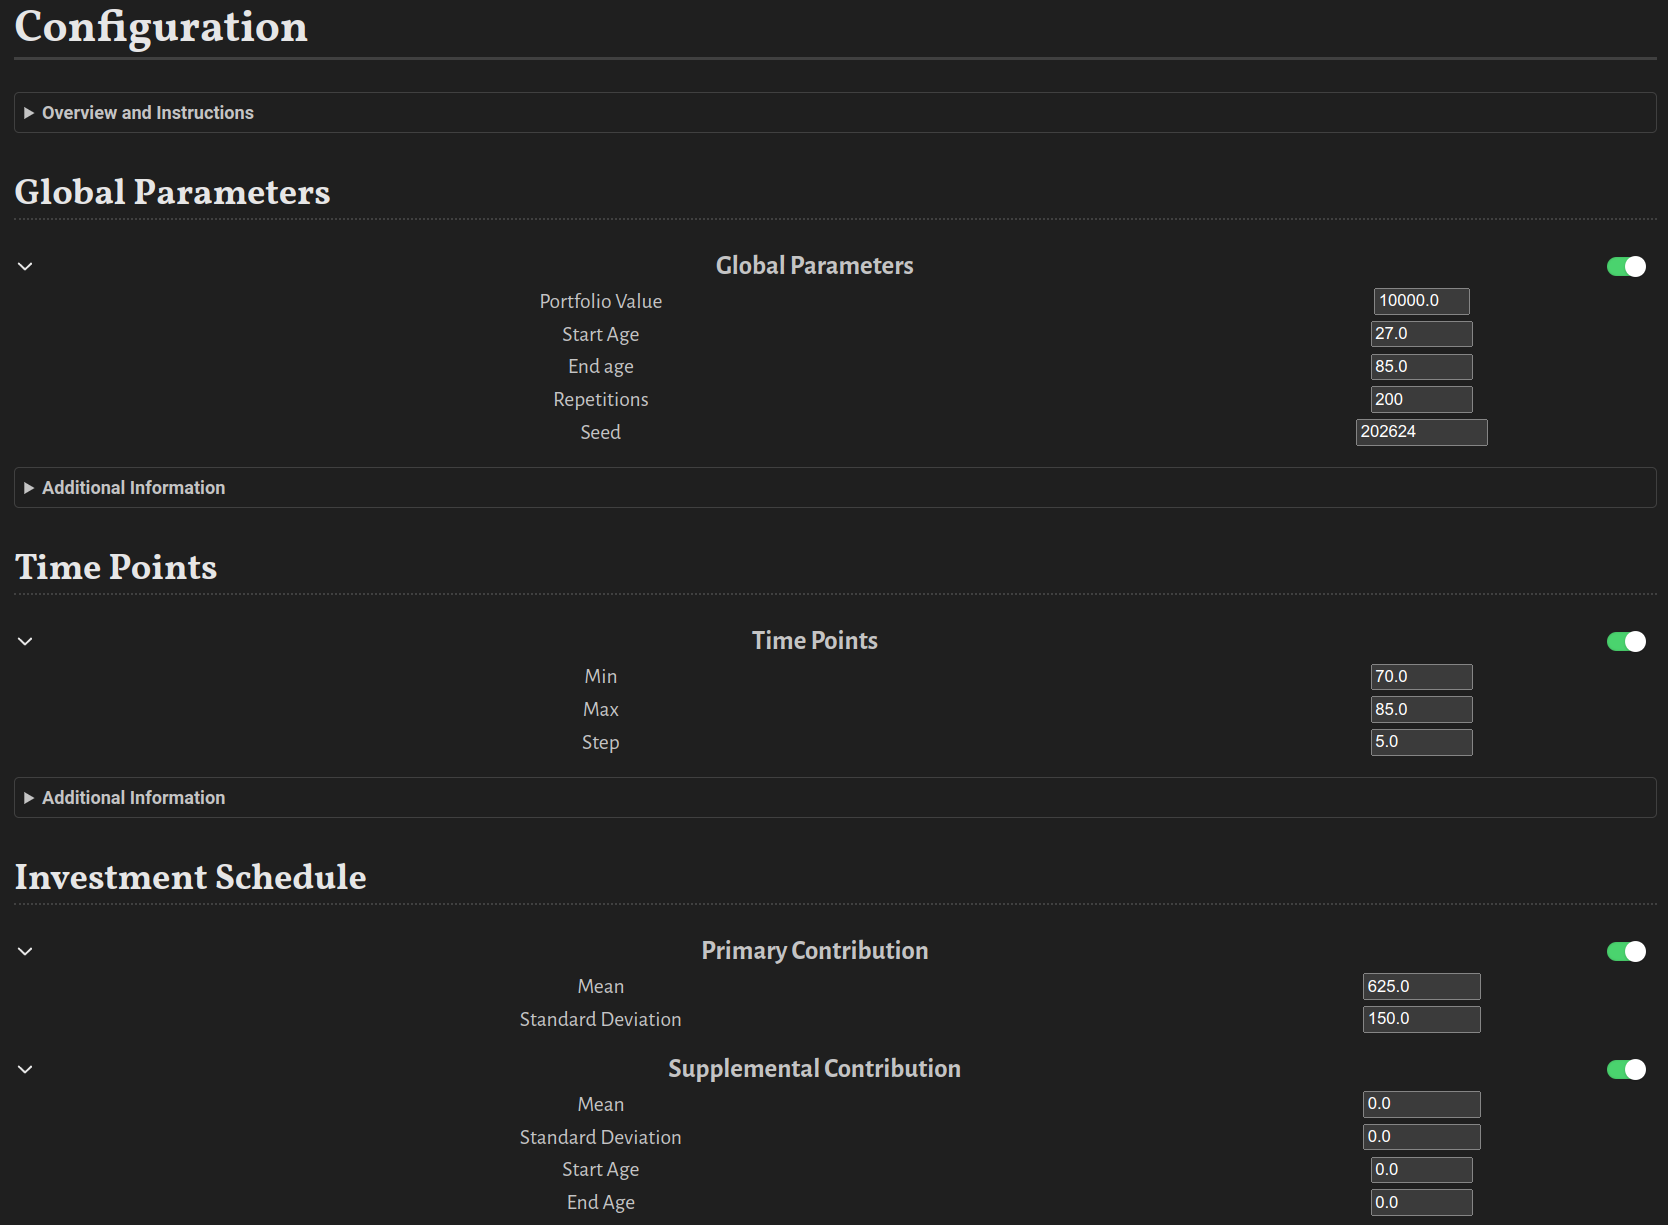 Configuration
Overview and Instructions
Global Parameters
Global Parameters
Portfolio Value 10000.0
Start Age 27.0
End age 85.0
Repetitions 200
Seed 202624
Additional Information
Time Points
Time Points
Min 70.0
Max 85.0
Step 5.0
Additional Information
Investment Schedule
Primary Contribution
Mean 625.0
Standard Deviation 150.0
Supplemental Contribution
Mean 0.0
Standard Deviation 0.0
Start Age 0.0
End Age 0.0